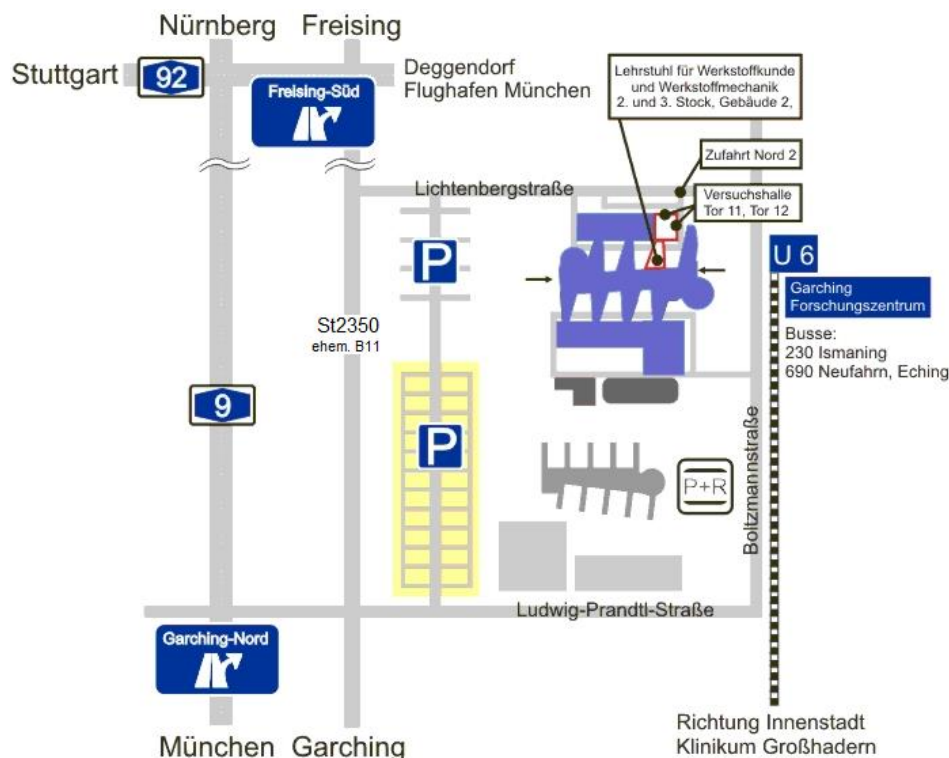 Nürnberg
Freising
Stuttgart
92
Deggendorf
Flughafen München
Freising-Süd
Lehrstuhl für Werkstoffkunde
und Werkstoffmechanik
2. und 3. Stock, Gebäude 2,
Zufahrt Nord 2
Lichtenbergstraße
Versuchshalle
Tor 11, Tor 12
P
U 6
Garching
Forschungszentrum
St2350
ehem. B11
Busse:
230 Ismaning
690 Neufahrn, Eching
9
P
P+R
Boltzmannstraße
Ludwig-Prandtl-Straße
Garching-Nord
München
Garching
Richtung Innenstadt
Klinikum Großhadern